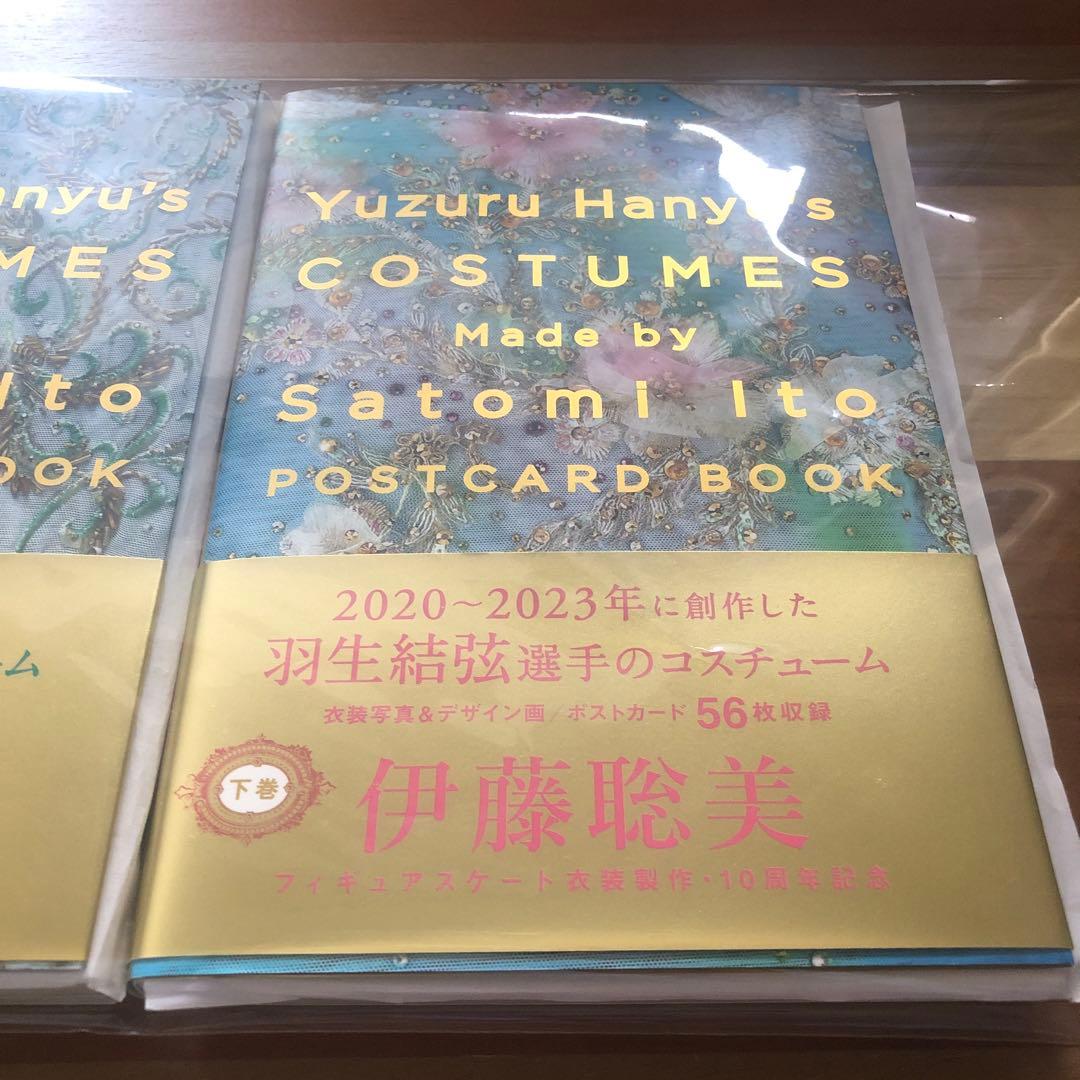 anyu's
MES
Ito
OOK
ーム
Yuzuru Hanyu's
COSTUMES
Made by
Satomi Ito
POSTCARD BOOK
2020〜2023年に創作した
羽生結弦選手のコスチューム
衣装写真&デザイン画/ポストカード 56枚収録
下巻
伊藤聡美
フィギュアスケート衣装製作・10周年記念